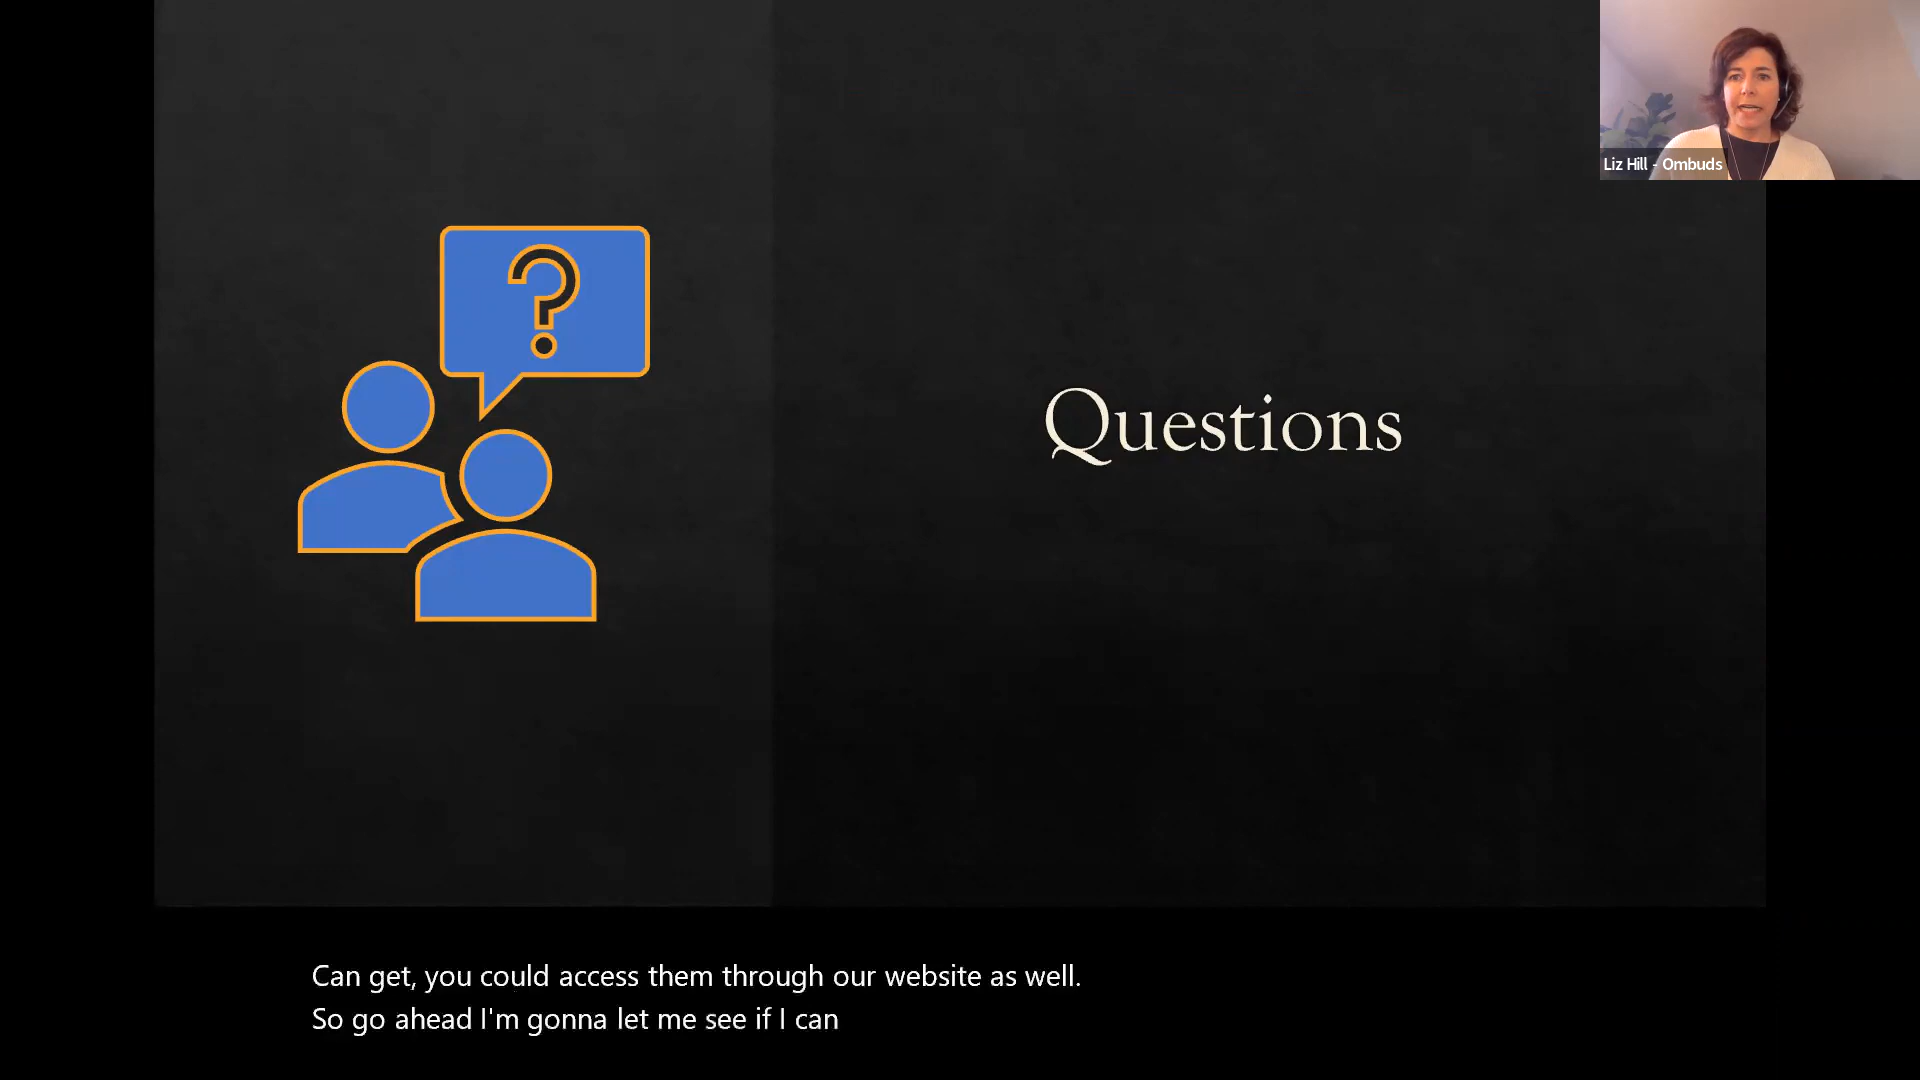 Liz Hill - Ombuds
?
Questions
Can get, you could access them through our website as well.
So go ahead I'm gonna let me see if I can